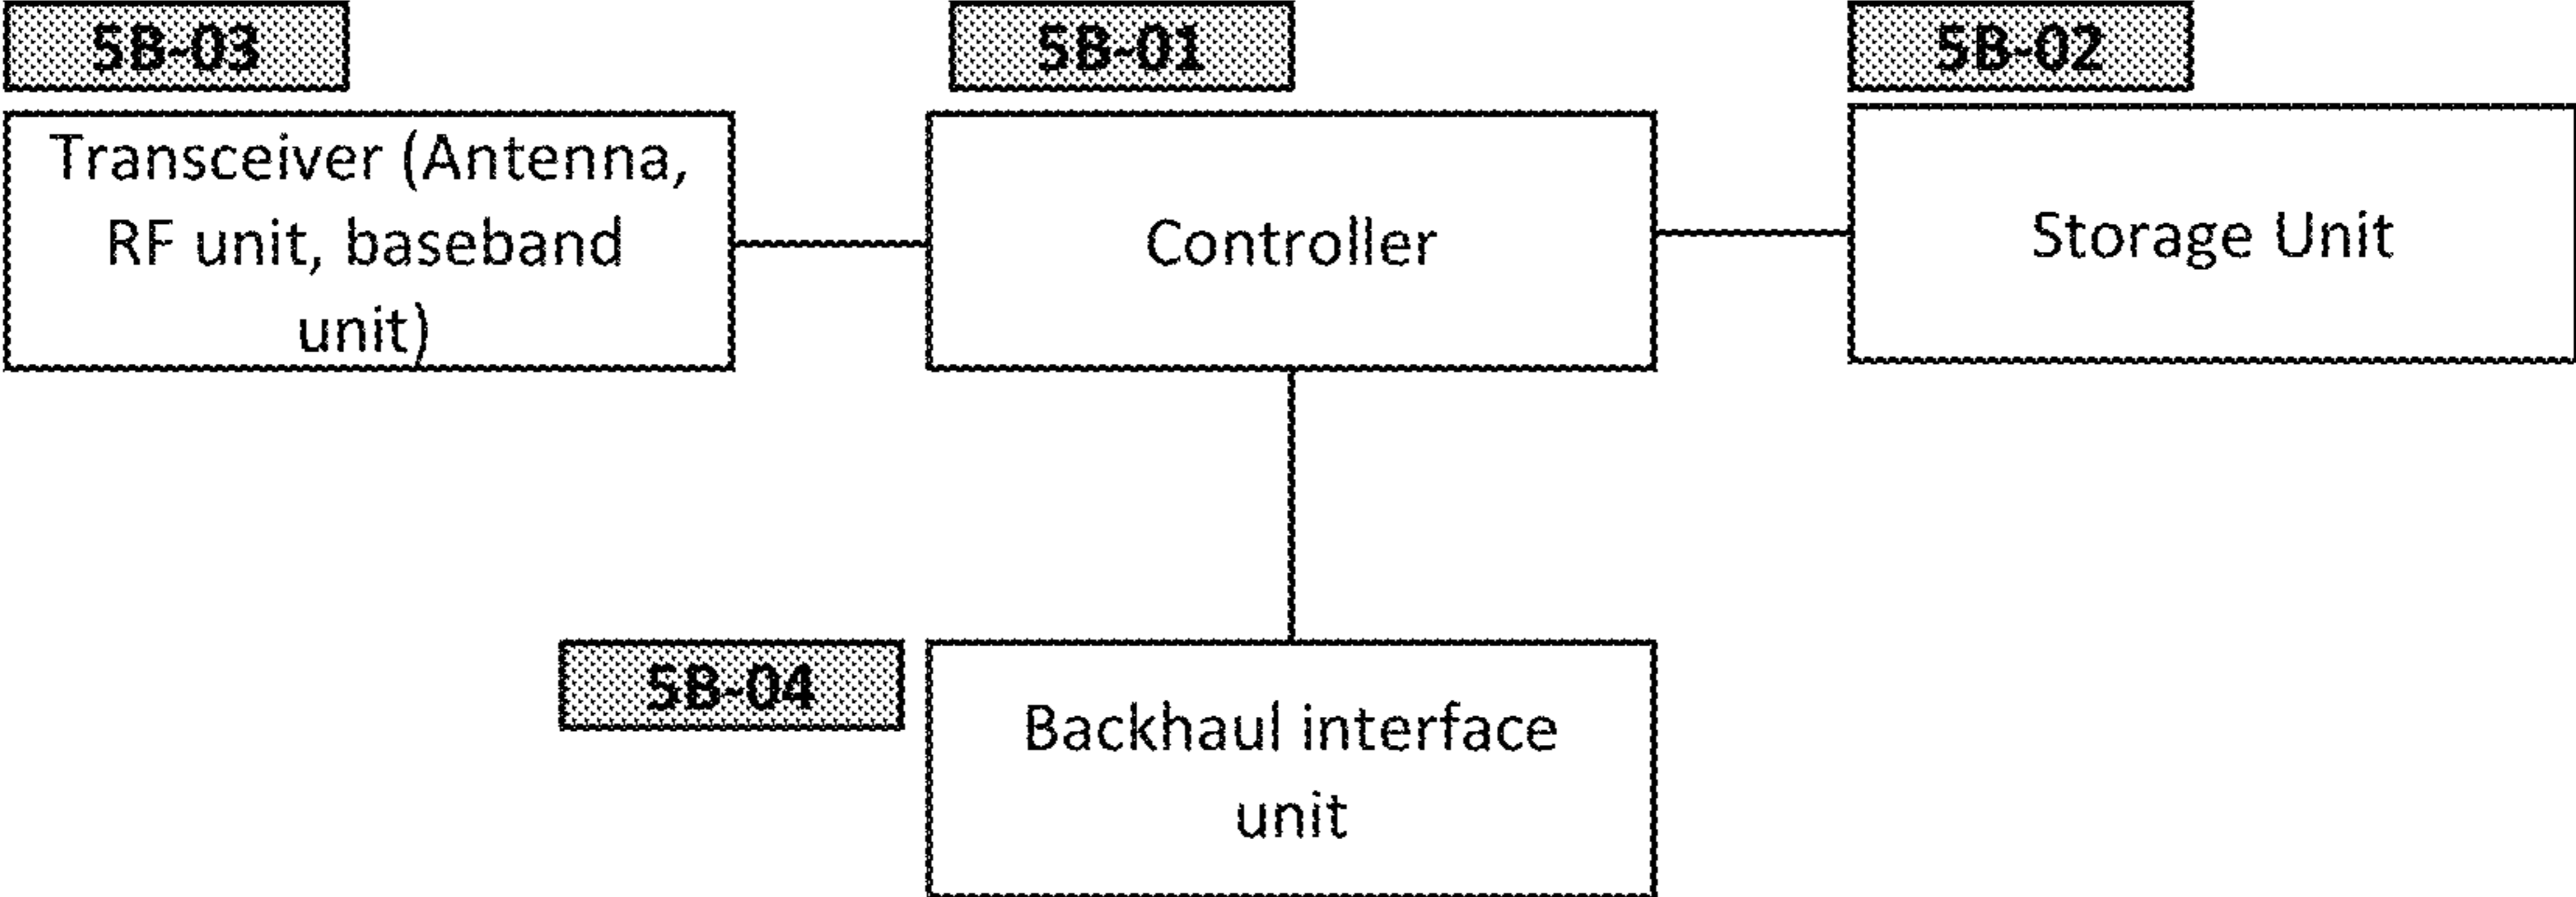 5B-03
5B-01
5B-02
Transceiver (Antenna,
RF unit, baseband
unit)
Controller
Storage Unit
5B-04
Backhaul interface
unit